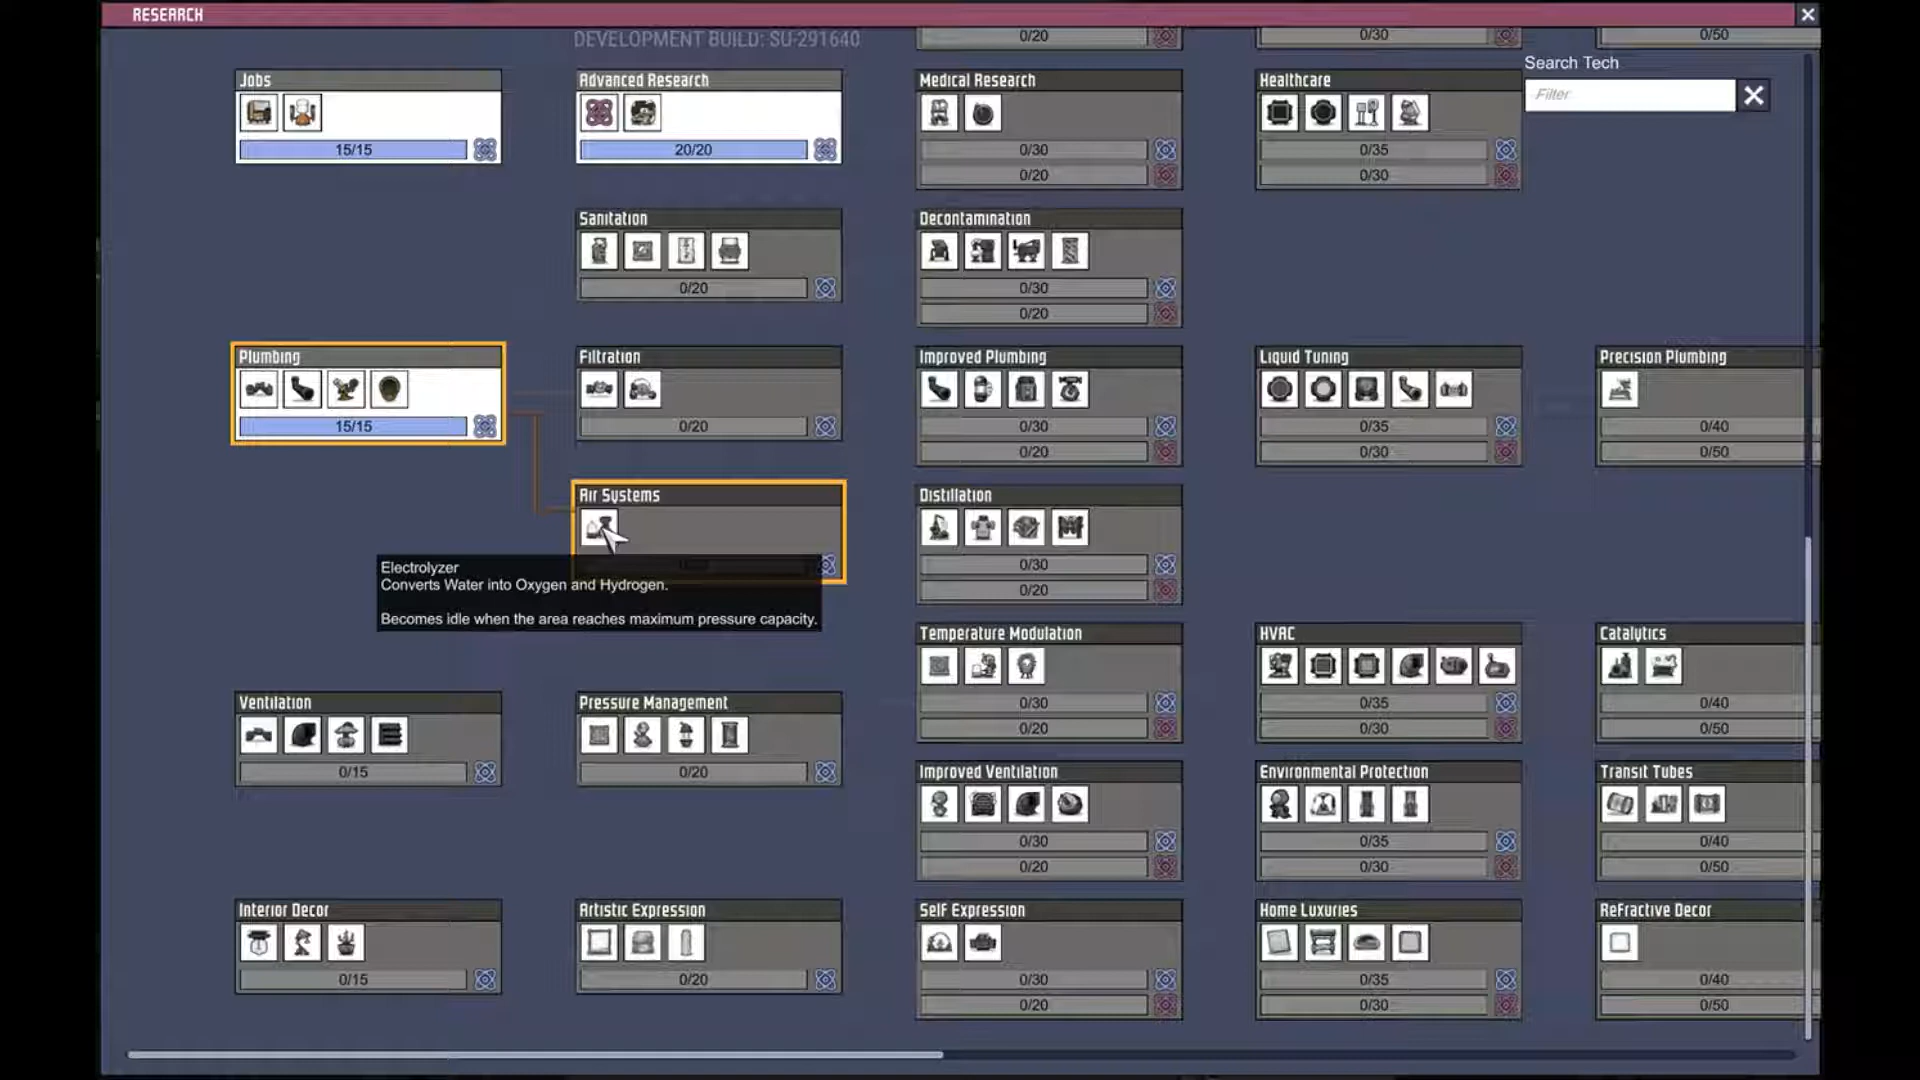 RESEARCH
DEVELOPMENT BUILD: SU-291640
0/20
0/30
0/50
Search Tech
Filter
Jobs
15/15
Advanced Research
20/20
Medical Research
0/30
0/20
Healthcare
0/35
0/30
Sanitation
0/20
Decontamination
0/30
0/20
Plumbing
15/15
Filtration
0/20
Improved Plumbing
0/30
0/20
Liquid Tuning
0/35
0/30
Precision Plumbing
0/40
0/50
Air Systems
Distillation
0/30
0/20
Electrolyzer
Converts Water into Oxygen and Hydrogen.
Becomes idle when the area reaches maximum pressure capacity.
Temperature Modulation
0/30
0/20
HVAC
0/35
0/30
Catalytics
0/40
0/50
Ventilation
0/15
Pressure Management
0/20
Improved Ventilation
0/30
0/20
Environmental Protection
0/35
0/30
Transit Tubes
0/40
0/50
Interior Decor
0/15
Artistic Expression
0/20
Self Expression
0/30
0/20
Home Luxuries
0/35
0/30
Refractive Decor
0/40
0/50